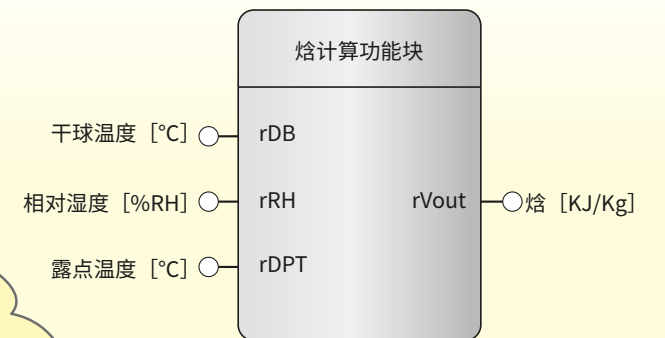 焓计算功能块
干球温度［°C］ rDB
相对湿度［%RH］ rRH rVout 焓［KJ/Kg］
露点温度［°C］ rDPT